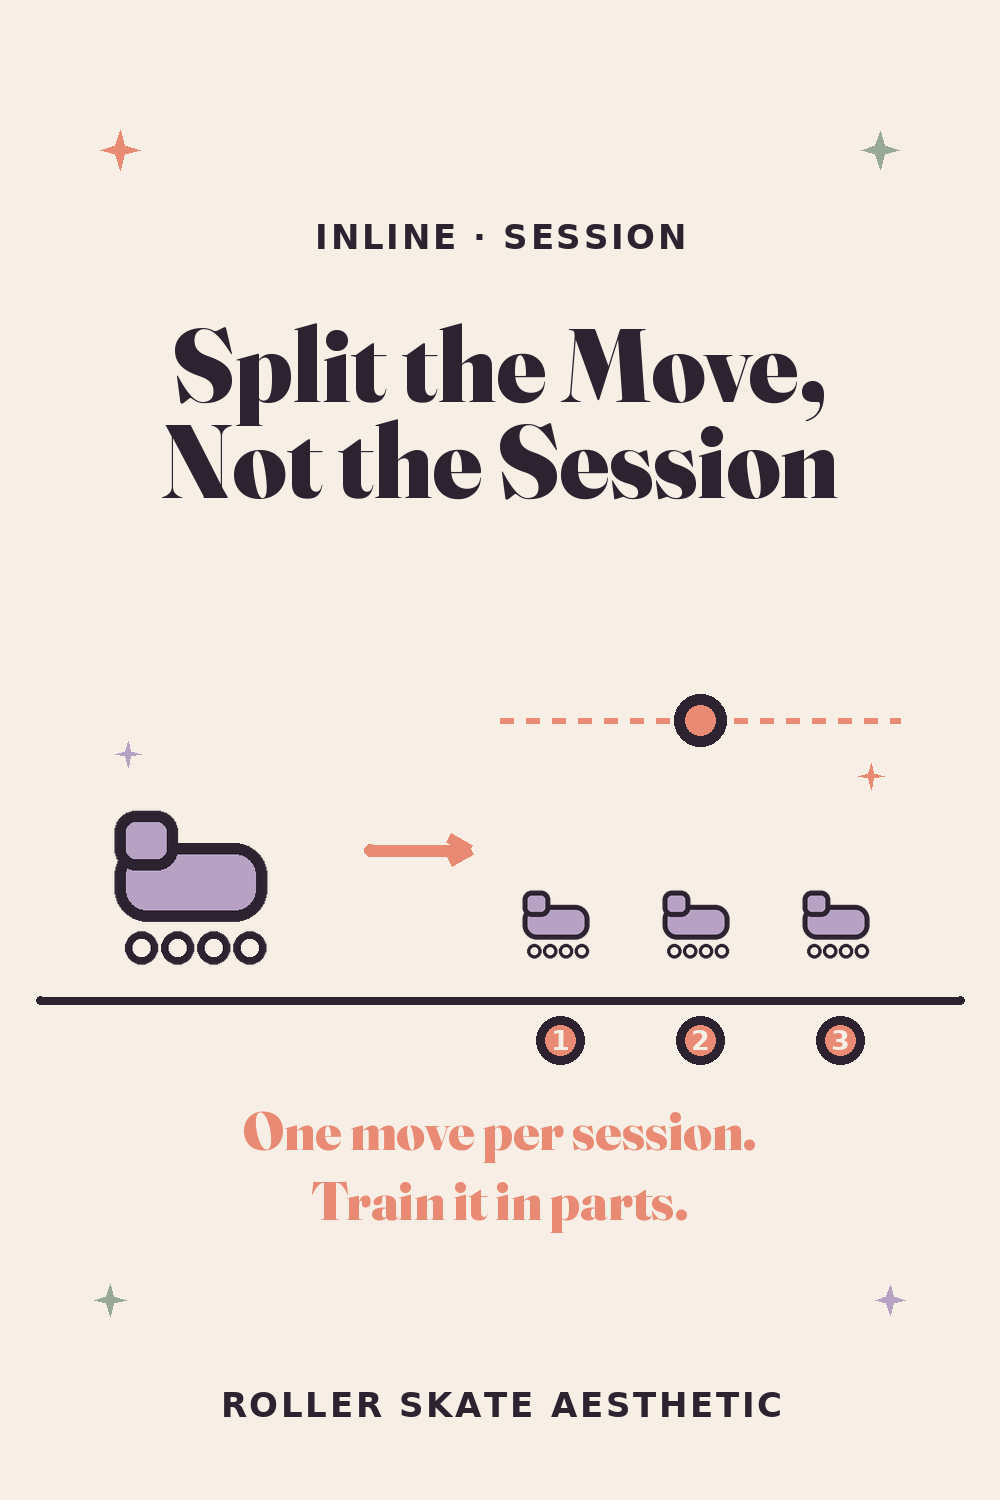 INLINE · SESSION
Split the Move,
Not the Session
1 2 3
One move per session.
Train it in parts.
ROLLER SKATE AESTHETIC